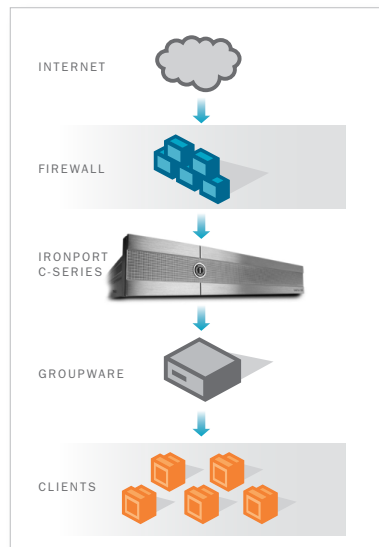 INTERNET
FIREWALL
IRONPORT
C-SERIES
GROUPWARE
CLIENTS